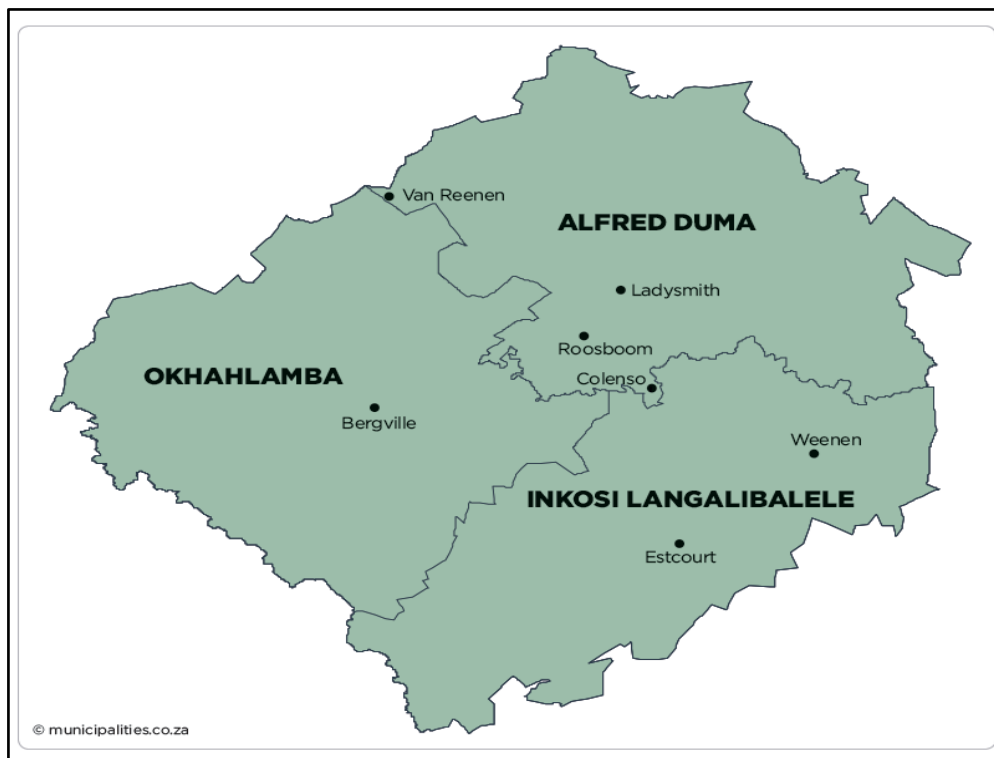 Van Reenen
ALFRED DUMA
Ladysmith
Roosboom
OKHAHLAMBA
Colenso
Bergville
Weenen
INKOSI LANGALIBALELE
Estcourt
© municipalities.co.za